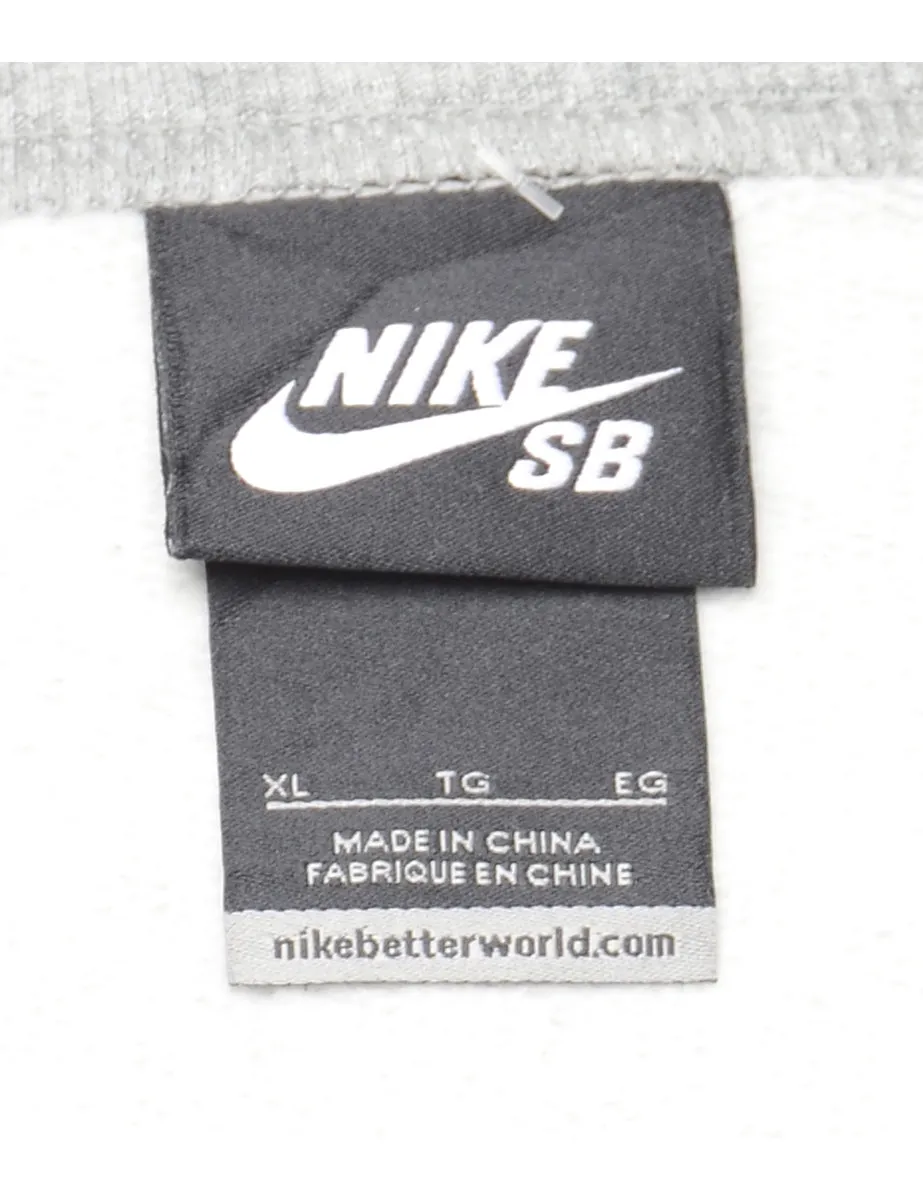 NIKE
SB
XL TG EG
MADE IN CHINA
FABRIQUE EN CHINE
nikebetterworld.com